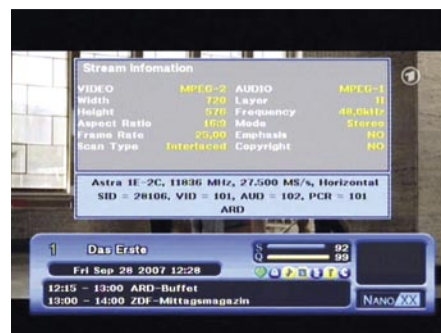 Stream Infomation
VIDEO MPEG-2 AUDIO MPEG-1
Width 720 Layer II
Height 576 Frequency 48,0kHz
Aspect Ratio 16:9 Mode Stereo
Frame Rate 25,00 Emphasis NO
Scan Type Interlaced Copyright NO
Astra 1E-2C, 11836 MHz, 27.500 MS/s, Horizontal
SID = 28106, VID = 101, AUD = 102, PCR = 101
ARD
1 Das Erste
S 92
Q 99
Fri Sep 28 2007 12:28
12:15 - 13:00 ARD-Buffet
13:00 - 14:00 ZDF-Mittagsmagazin
NANO XX